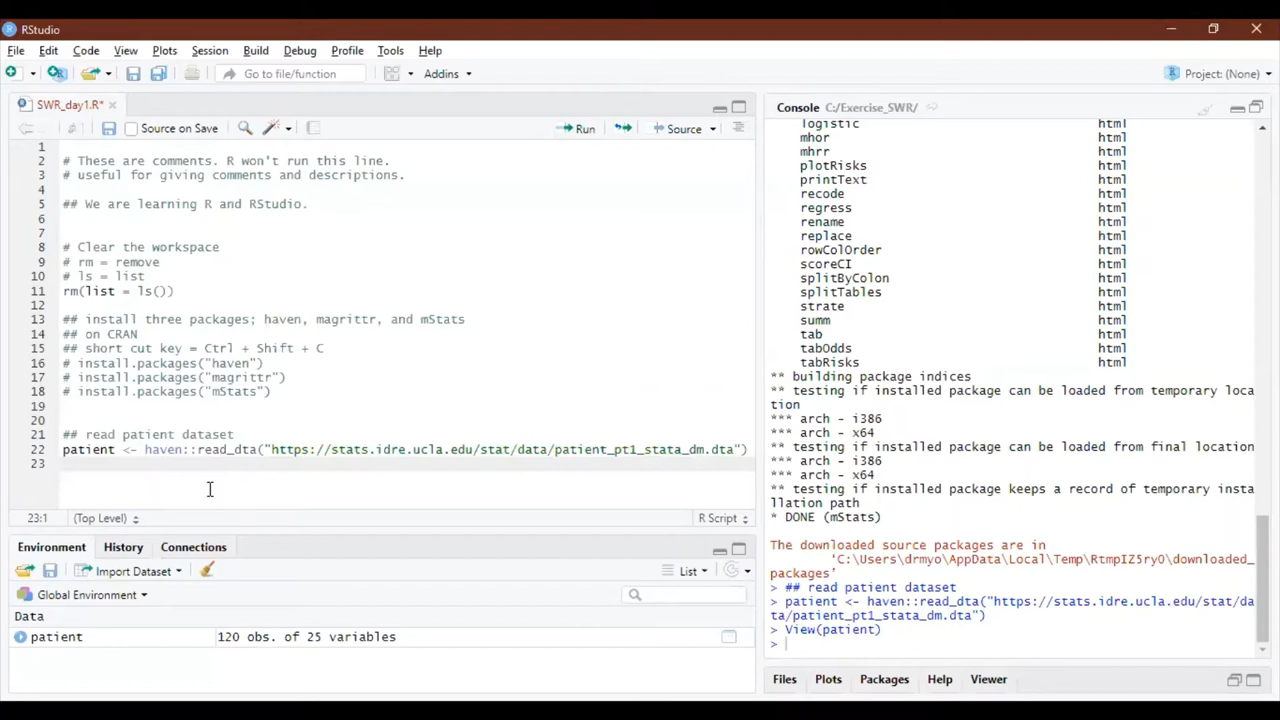 RStudio
File Edit View Plots Session Build Debug Profile Tools Help
Go to file/function Addins Project: (None)
SWR_day1.R*
Source on Save Run Source
1
2 # These are comments. R won't run this line.
3 # useful for giving comments and descriptions.
4
5 ## We are learning R and RStudio.
6
7
8 # Clear the workspace
9 # rm = remove
10 # ls = list
11 rm(list = ls())
12
13 ## install three packages; haven, magrittr, and mStats
14 ## on CRAN
15 ## short cut key = Ctrl + Shift + C
16 # install.packages("haven")
17 # install.packages("magrittr")
18 # install.packages("mStats")
19
20
21 ## read patient dataset
22 patient <- haven::read_dta("https://stats.idre.ucla.edu/stat/data/patient_pt1_stata_dm.dta")
23
23:1 (Top Level) R Script
Environment History Connections
Import Dataset List
Global Environment
Data
patient 120 obs. of 25 variables
Console C:/Exercise_SWR/
logistic html
mhor html
mhrr html
plotRisks html
printText html
recode html
regress html
rename html
replace html
rowColOrder html
scoreCI html
splitByColon html
splitTables html
strate html
summ html
tab html
tabOdds html
tabRisks html
** building package indices
** testing if installed package can be loaded from temporary loca
tion
*** arch - i386
*** arch - x64
** testing if installed package can be loaded from final location
*** arch - i386
*** arch - x64
** testing if installed package keeps a record of temporary insta
llation path
* DONE (mStats)
The downloaded source packages are in
'C:\Users\drmyo\AppData\Local\Temp\RtmpIZ5ryO\downloaded_
packages'
> ## read patient dataset
> patient <- haven::read_dta("https://stats.idre.ucla.edu/stat/da
ta/patient_pt1_stata_dm.dta")
> View(patient)
>
Files Plots Packages Help Viewer